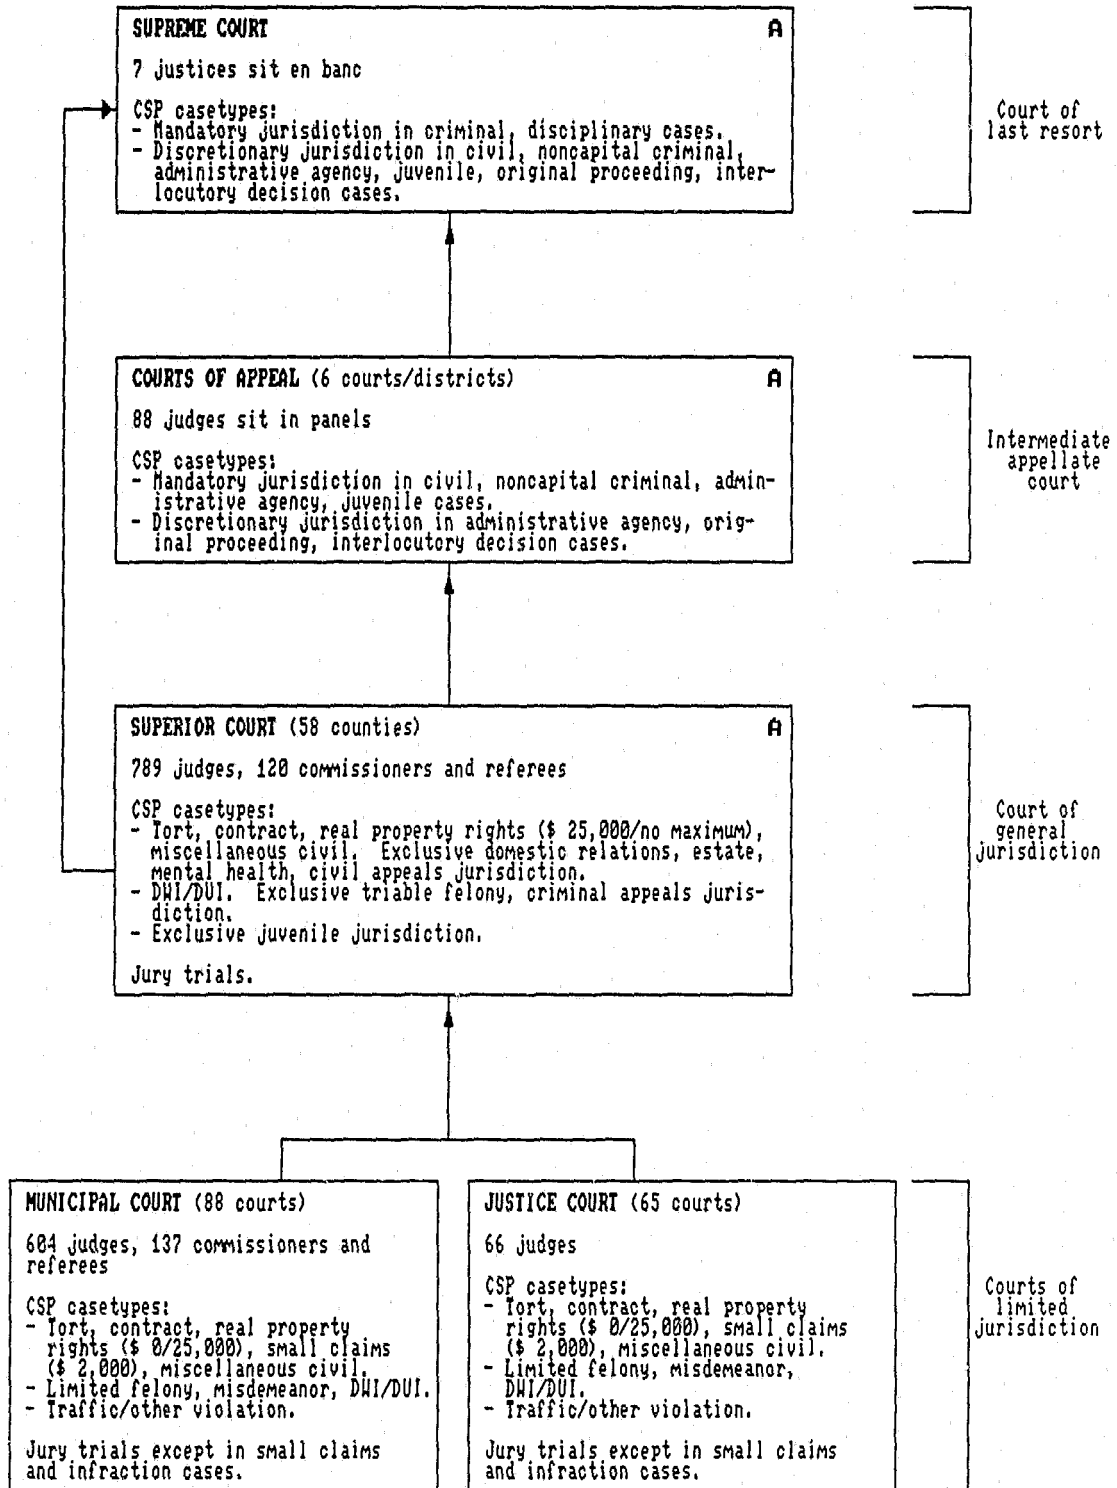 SUPREME COURT A
7 justices sit en banc
CSP casetypes:
- Mandatory jurisdiction in criminal, disciplinary cases.
- Discretionary jurisdiction in civil, noncapital criminal,
administrative agency, juvenile, original proceeding, inter-
locutory decision cases.
Court of
last resort
COURTS OF APPEAL (6 courts/districts) A
88 judges sit in panels
CSP casetypes:
- Mandatory jurisdiction in civil, noncapital criminal, admin-
istrative agency, juvenile cases.
- Discretionary jurisdiction in administrative agency, orig-
inal proceeding, interlocutory decision cases.
Intermediate
appellate
court
SUPERIOR COURT (58 counties) A
789 judges, 120 commissioners and referees
CSP casetypes:
- Tort, contract, real property rights ($ 25,000/no maximum),
miscellaneous civil. Exclusive domestic relations, estate,
mental health, civil appeals jurisdiction.
- DWI/DUI. Exclusive triable felony, criminal appeals juris-
diction.
- Exclusive juvenile jurisdiction.
Jury trials.
Court of
general
jurisdiction
MUNICIPAL COURT (88 courts)
604 judges, 137 commissioners and
referees
CSP casetypes:
- Tort, contract, real property
rights ($ 0/25,000), small claims
($ 2,000), miscellaneous civil.
- Limited felony, misdemeanor, DWI/DUI.
- Traffic/other violation.
Jury trials except in small claims
and infraction cases.
JUSTICE COURT (65 courts)
66 judges
CSP casetypes:
- Tort, contract, real property
rights ($ 0/25,000), small claims
($ 2,000), miscellaneous civil.
- Limited felony, misdemeanor,
DWI/DUI.
- Traffic/other violation.
Jury trials except in small claims
and infraction cases.
Courts of
limited
jurisdiction